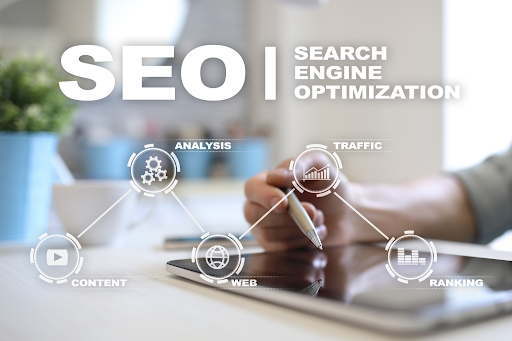 SEO
SEARCH
ENGINE
OPTIMIZATION
ANALYSIS
TRAFFIC
CONTENT
WEB
RANKING